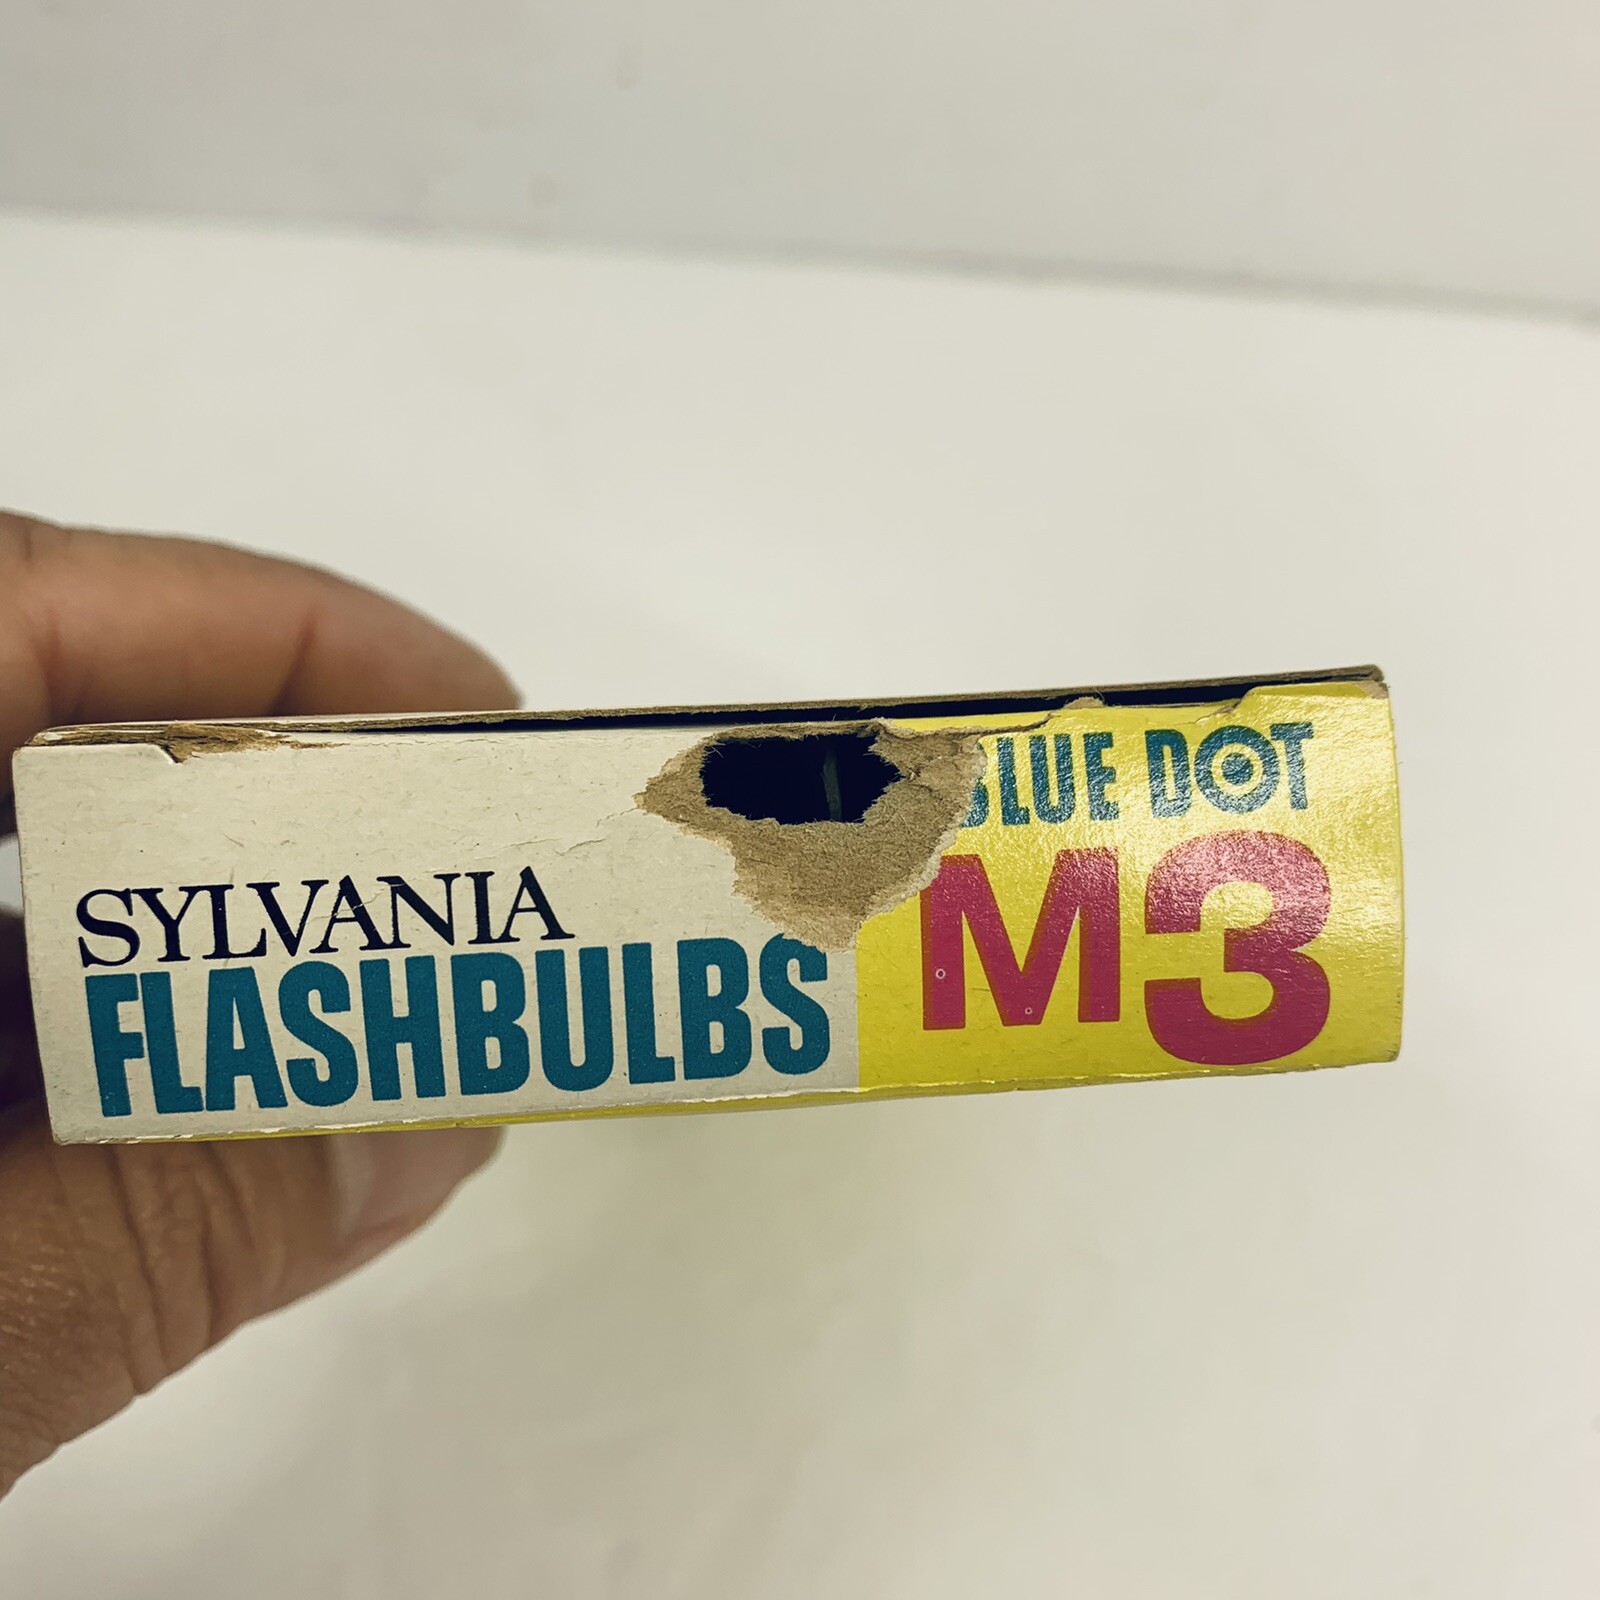 SYLVANIA
FLASHBULBS
BLUE DOT
M3